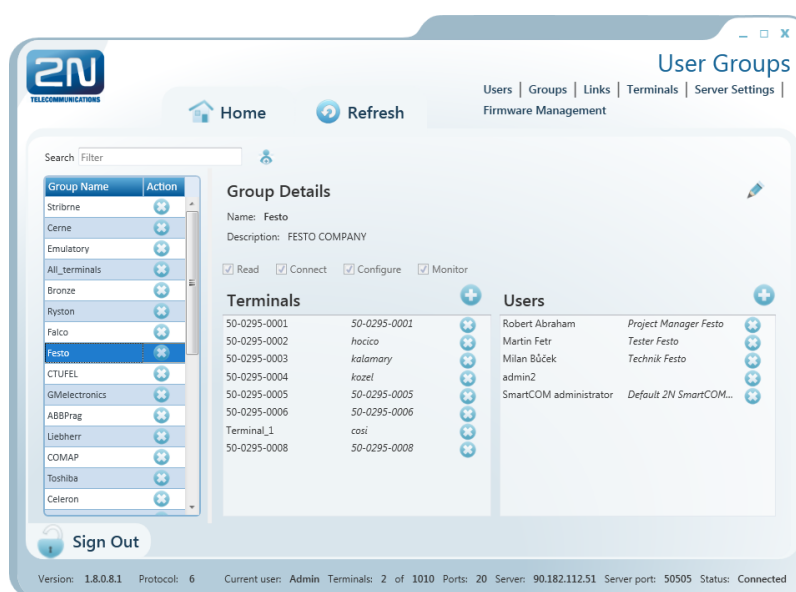 2N
TELECOMMUNICATIONS
User Groups
Users | Groups | Links | Terminals | Server Settings |
Firmware Management
Home
Refresh
Search Filter
Group Name Action
Stribrne
Cerne
Emulatory
All_terminals
Bronze
Ryston
Falco
Festo
CTUFEL
GMelectronics
ABBPrag
Liebherr
COMAP
Toshiba
Celeron
Group Details
Name: Festo
Description: FESTO COMPANY
Read Connect Configure Monitor
Terminals
50-0295-0001 50-0295-0001
50-0295-0002 hocico
50-0295-0003 kalamary
50-0295-0004 kozel
50-0295-0005 50-0295-0005
50-0295-0006 50-0295-0006
Terminal_1 cosi
50-0295-0008 50-0295-0008
Users
Robert Abraham Project Manager Festo
Martin Fetr Tester Festo
Milan Bůček Technik Festo
admin2
SmartCOM administrator Default 2N SmartCOM...
Sign Out
Version: 1.8.0.8.1 Protocol: 6 Current user: Admin Terminals: 2 of 1010 Ports: 20 Server: 90.182.112.51 Server port: 50505 Status: Connected